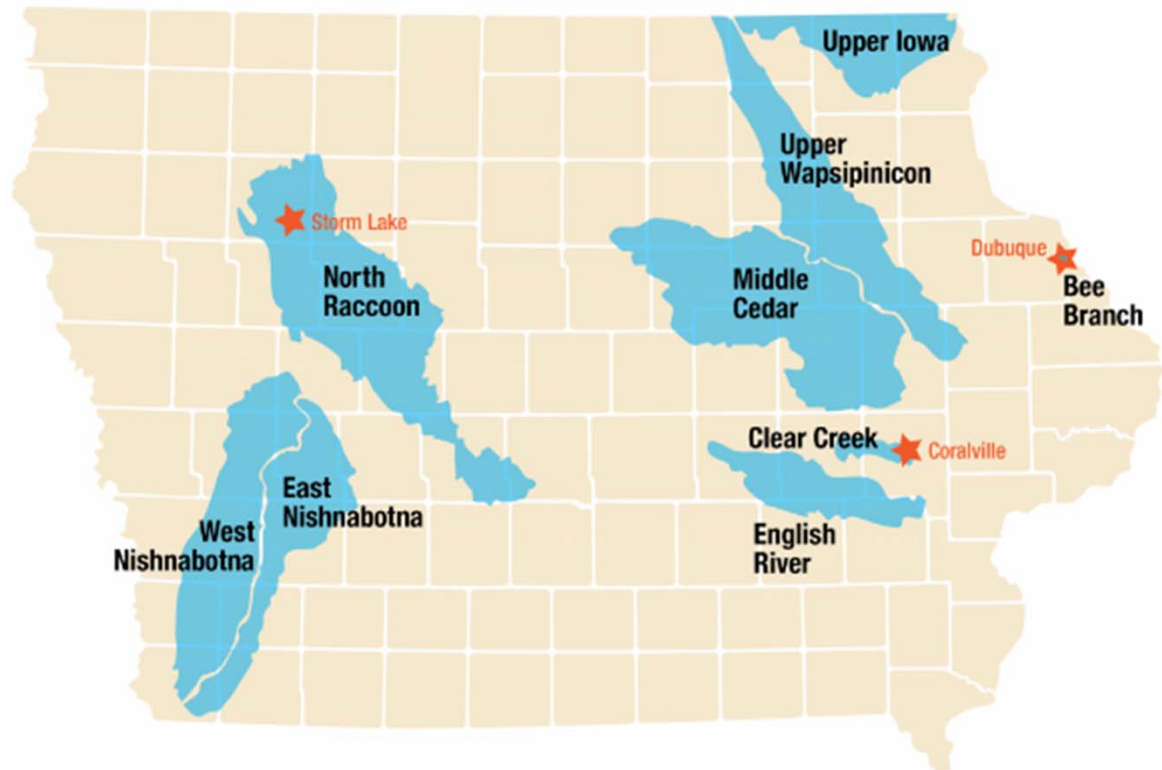 Upper Iowa
Upper
Wapsipinicon
Storm Lake
Dubuque
North
Raccoon
Middle
Cedar
Bee
Branch
Clear Creek
Coralville
East
Nishnabotna
West
Nishnabotna
English
River